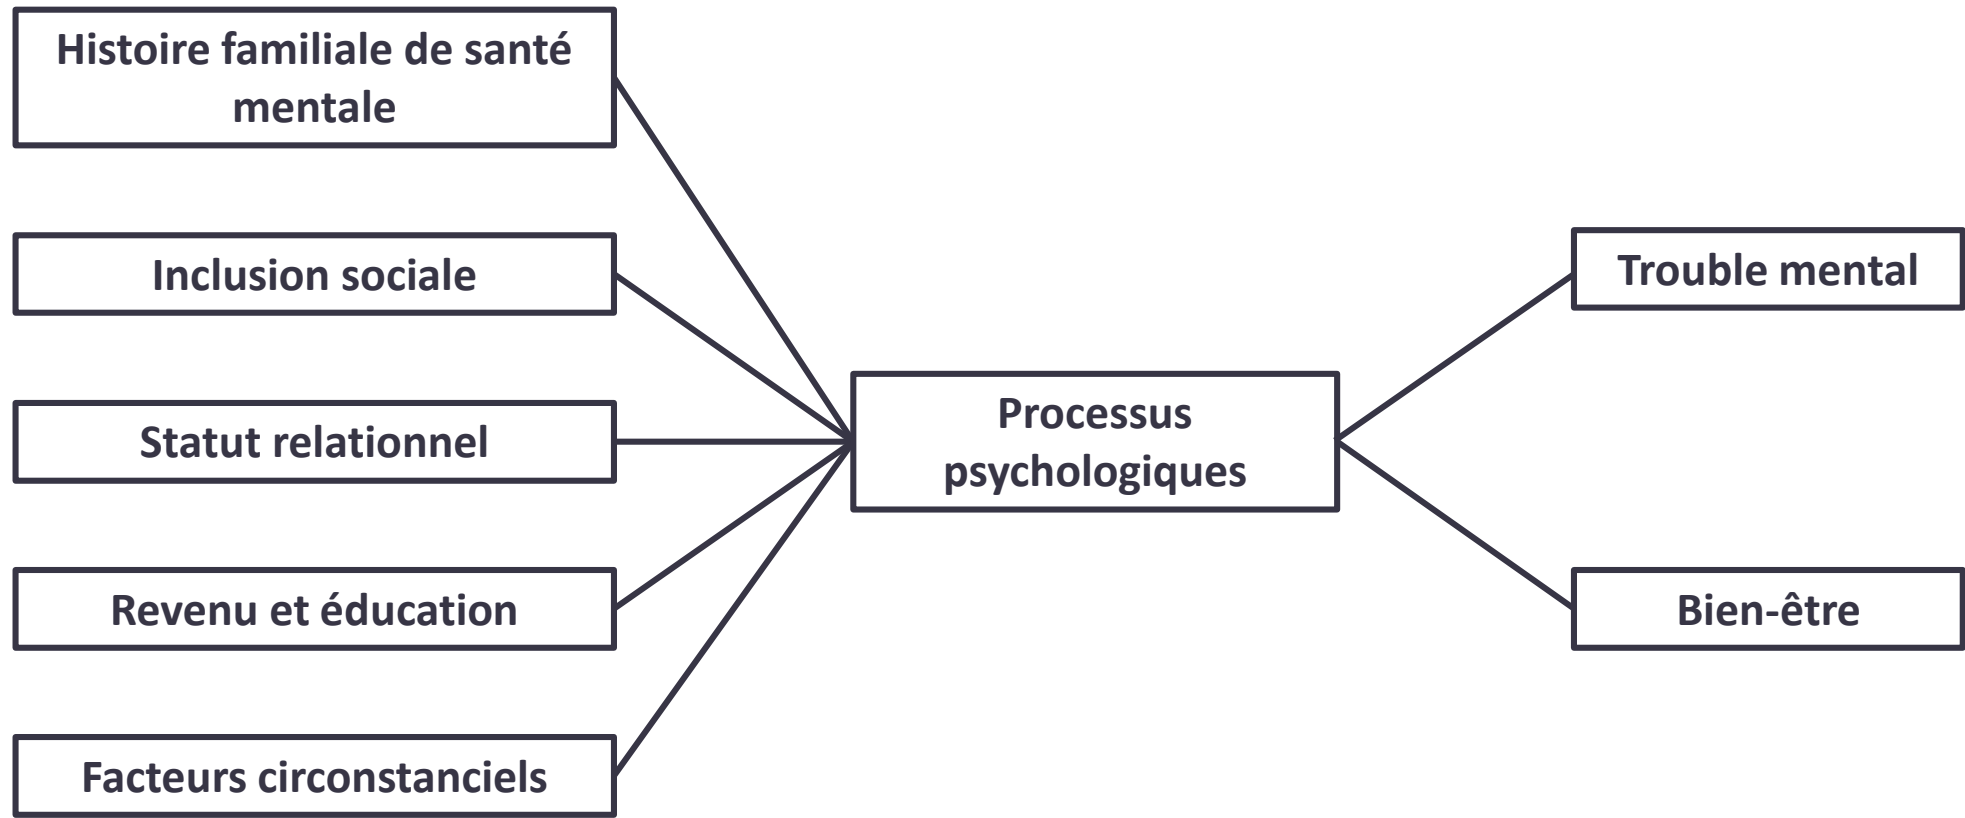 Histoire familiale de santé
mentale
Inclusion sociale
Statut relationnel
Revenu et éducation
Facteurs circonstanciels
Processus
psychologiques
Trouble mental
Bien-être